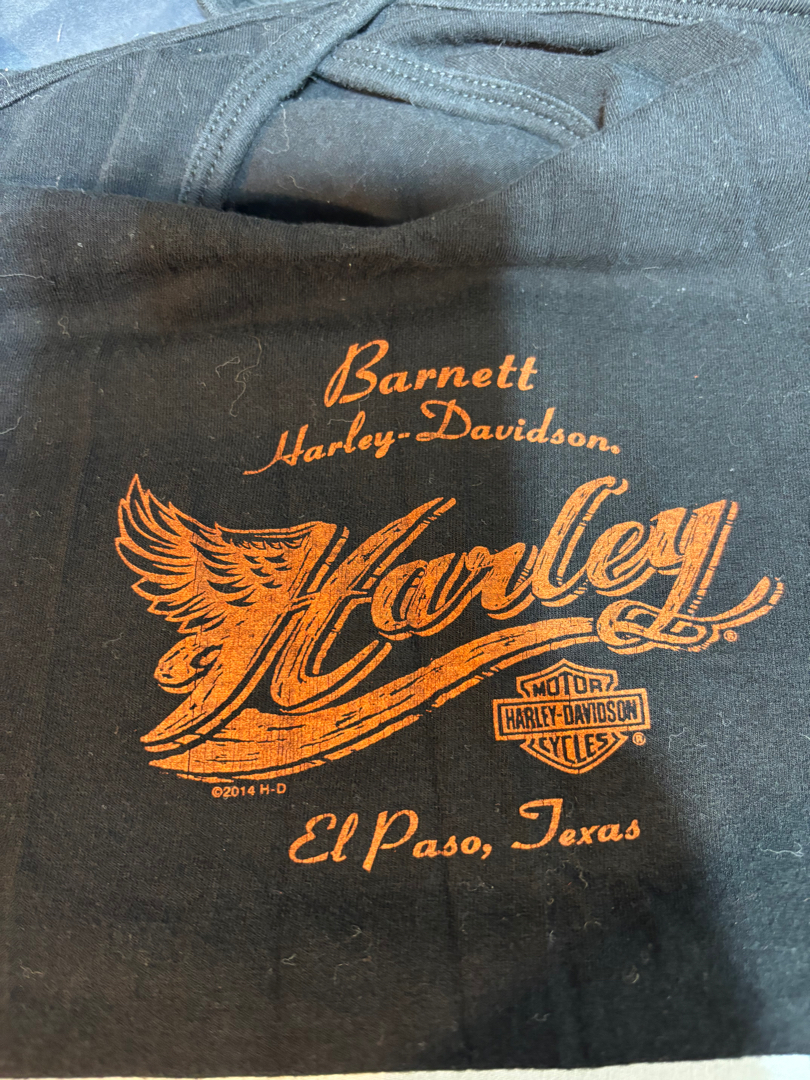 Barnett
Harley-Davidson.
Harley®
MOTOR
HARLEY-DAVIDSON
CYCLES®
©2014 H-D
El Paso, Texas